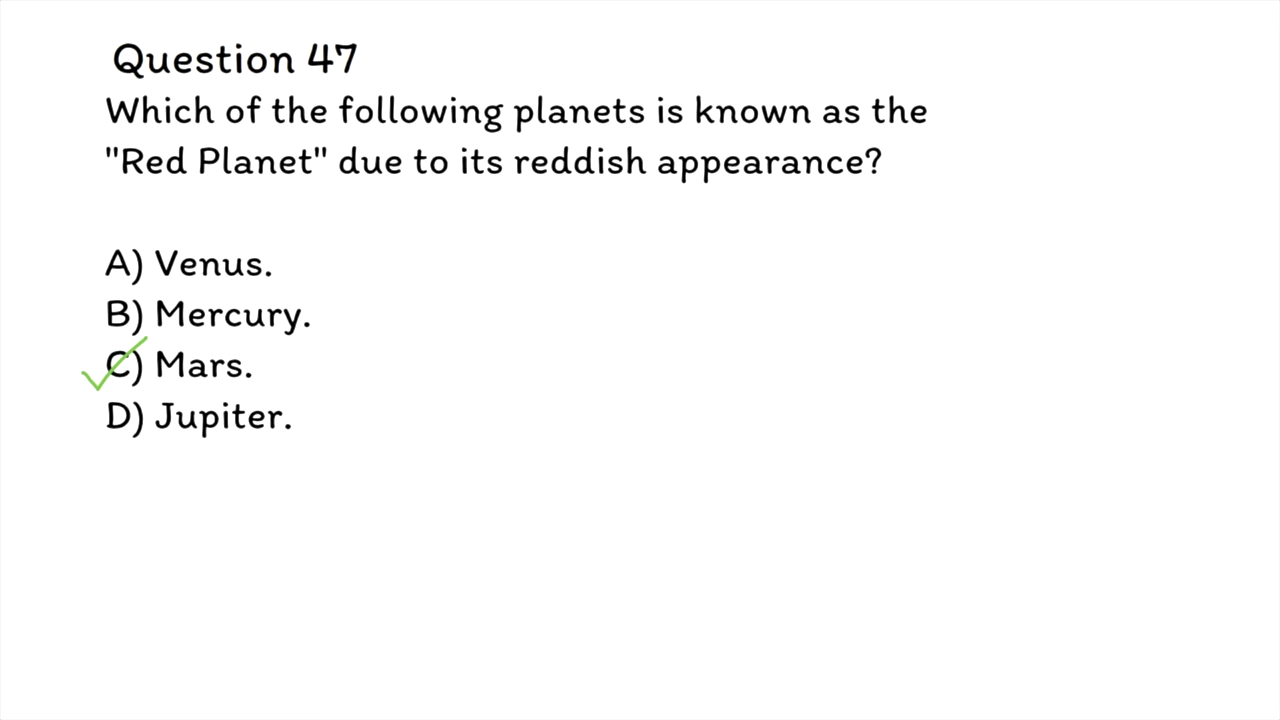 Question 47
Which of the following planets is known as the
"Red Planet" due to its reddish appearance?
A) Venus.
B) Mercury.
C) Mars.
D) Jupiter.